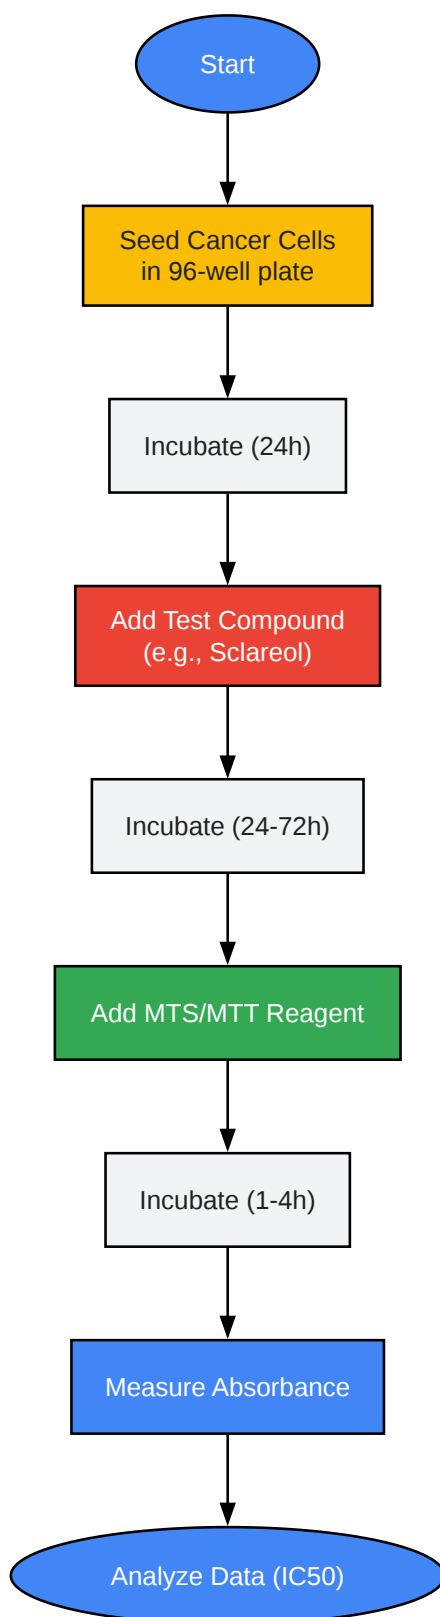 Start
Seed Cancer Cells
in 96-well plate
Incubate (24h)
Add Test Compound
(e.g., Sclareol)
Incubate (24-72h)
Add MTS/MTT Reagent
Incubate (1-4h)
Measure Absorbance
Analyze Data (IC50)